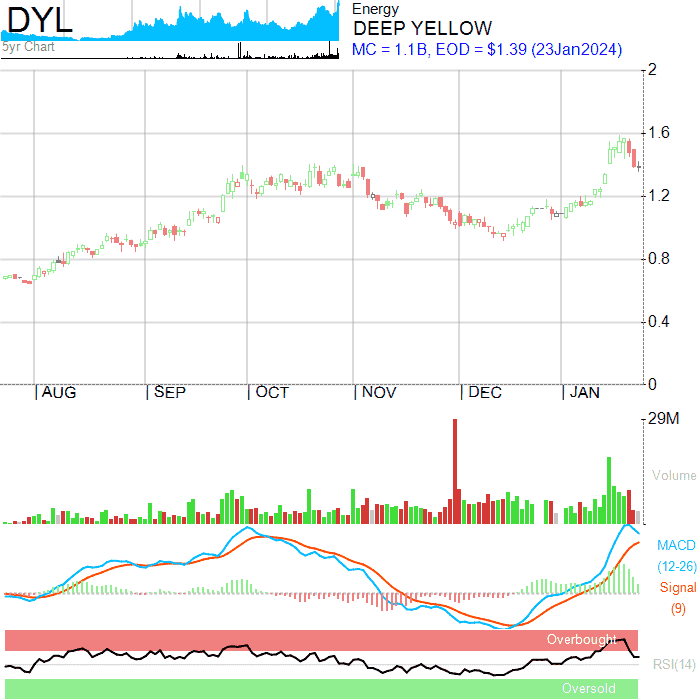 DYL
5yr Chart
Energy
DEEP YELLOW
MC = 1.1B, EOD = $1.39 (23Jan2024)
2
1.6
1.2
0.8
0.4
0
AUG SEP OCT NOV DEC JAN
29M
Volume
MACD
(12-26)
Signal
(9)
Overbought
RSI(14)
Oversold